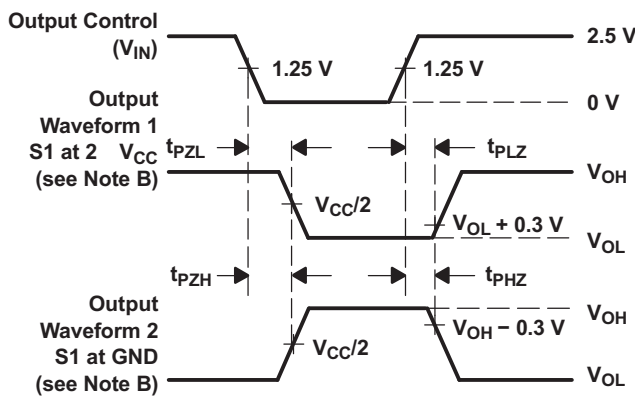 Output Control
(VIN)
2.5 V
1.25 V
1.25 V
0 V
Output
Waveform 1
S1 at 2 VCC
(see Note B)
tPZL
tPLZ
VOH
VCC/2
VOL + 0.3 V
VOL
tPZH
tPHZ
Output
Waveform 2
S1 at GND
(see Note B)
VOH
VOH − 0.3 V
VCC/2
VOL